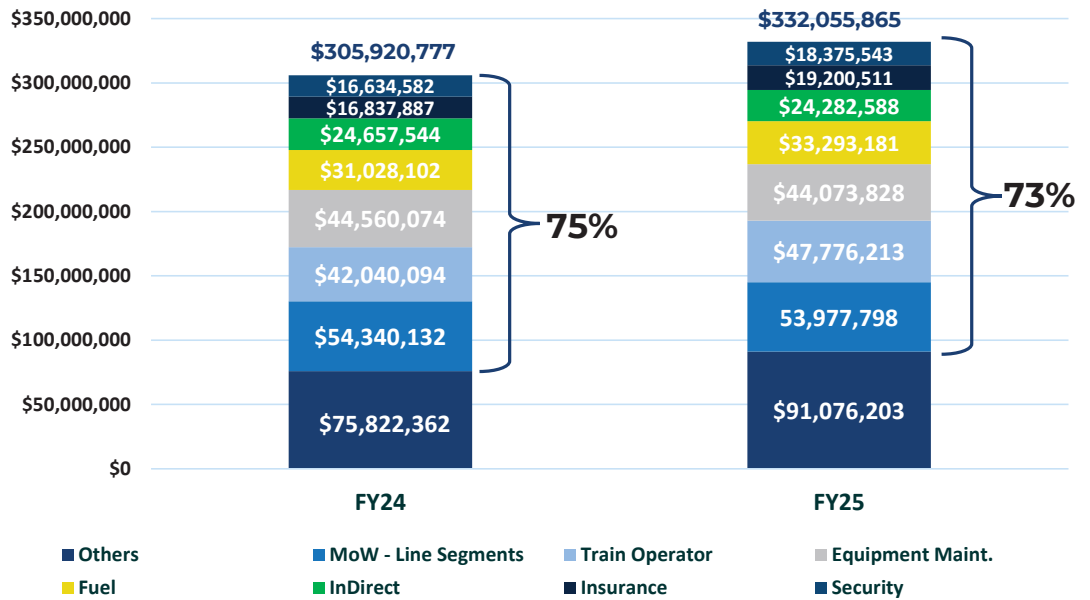 $350,000,000
$300,000,000
$250,000,000
$200,000,000
$150,000,000
$100,000,000
$50,000,000
$0
$305,920,777
$16,634,582
$16,837,887
$24,657,544
$31,028,102
$44,560,074
$42,040,094
$54,340,132
$75,822,362
75%
$332,055,865
$18,375,543
$19,200,511
$24,282,588
$33,293,181
$44,073,828
$47,776,213
53,977,798
$91,076,203
73%
FY24
FY25
Others
MoW - Line Segments
Train Operator
Equipment Maint.
Fuel
InDirect
Insurance
Security